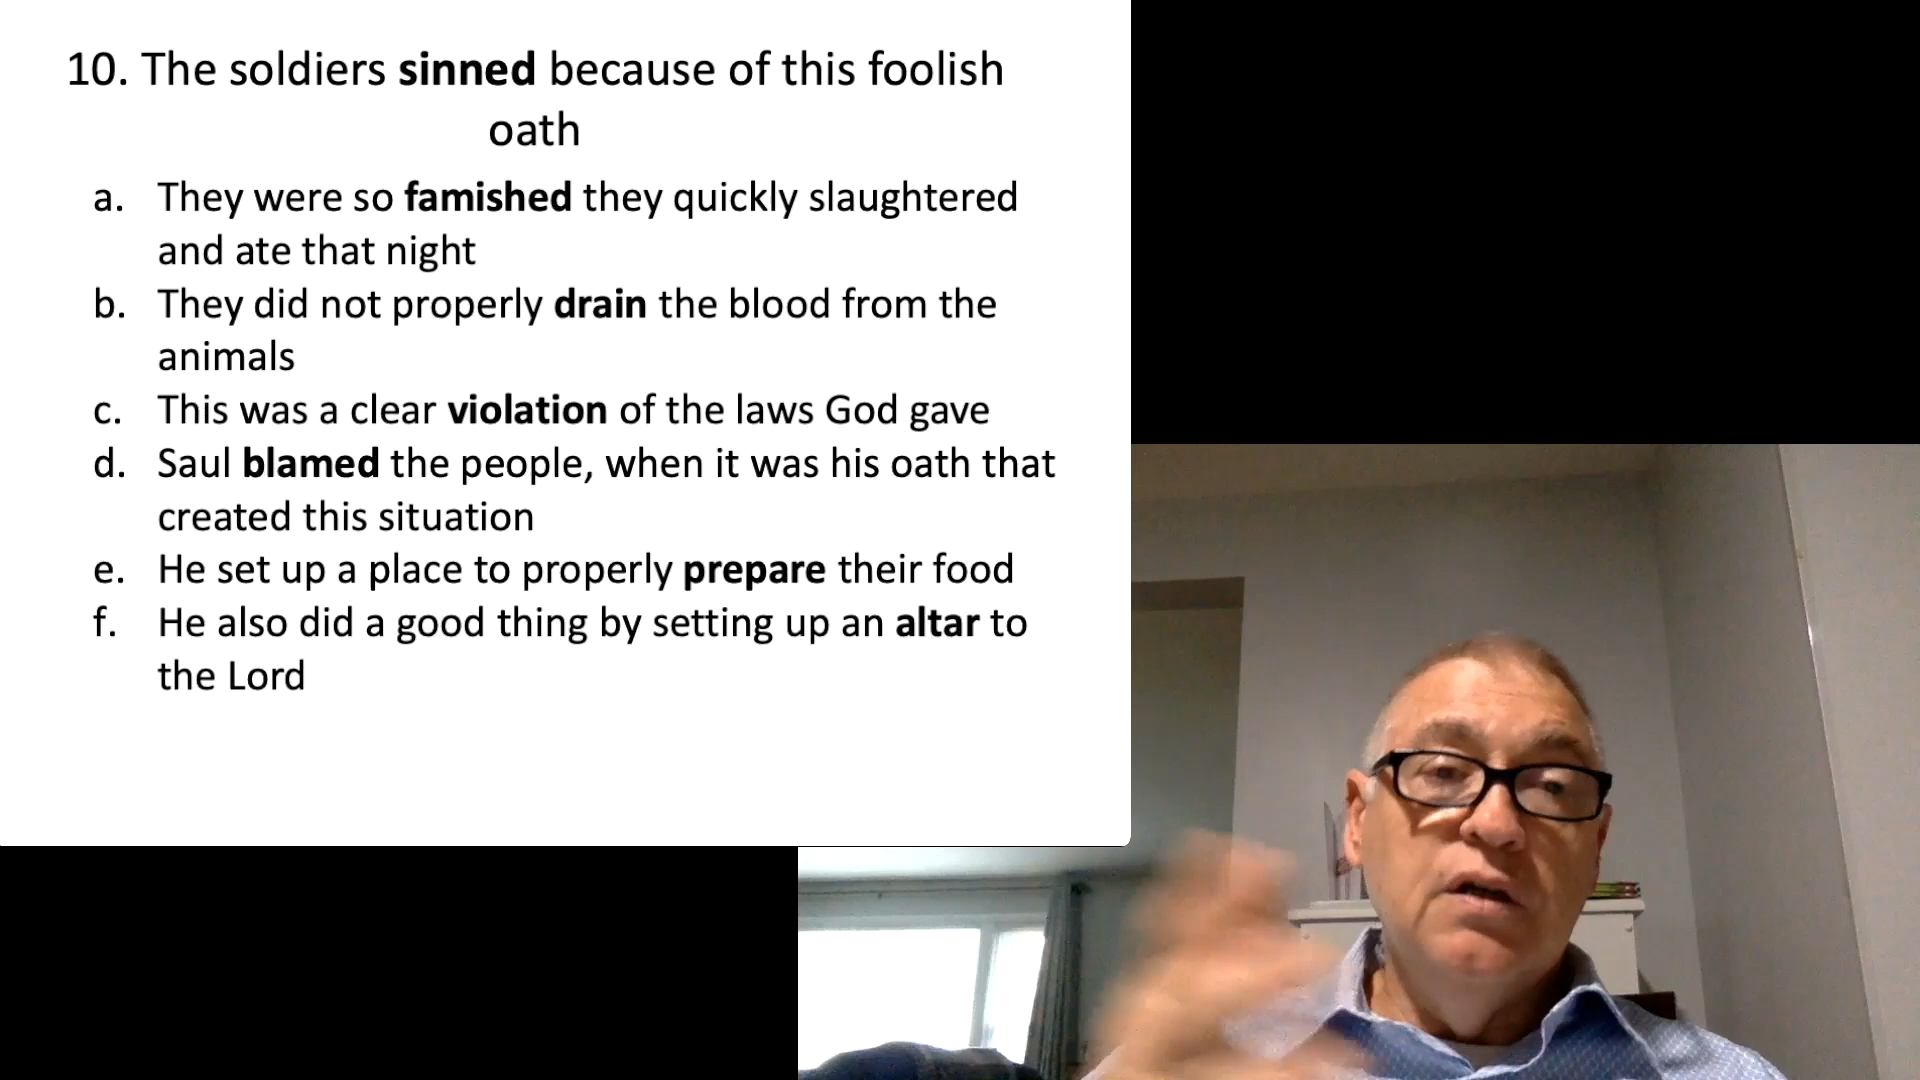 10. The soldiers sinned because of this foolish
oath
a. They were so famished they quickly slaughtered
and ate that night
b. They did not properly drain the blood from the
animals
c. This was a clear violation of the laws God gave
d. Saul blamed the people, when it was his oath that
created this situation
e. He set up a place to properly prepare their food
f. He also did a good thing by setting up an altar to
the Lord